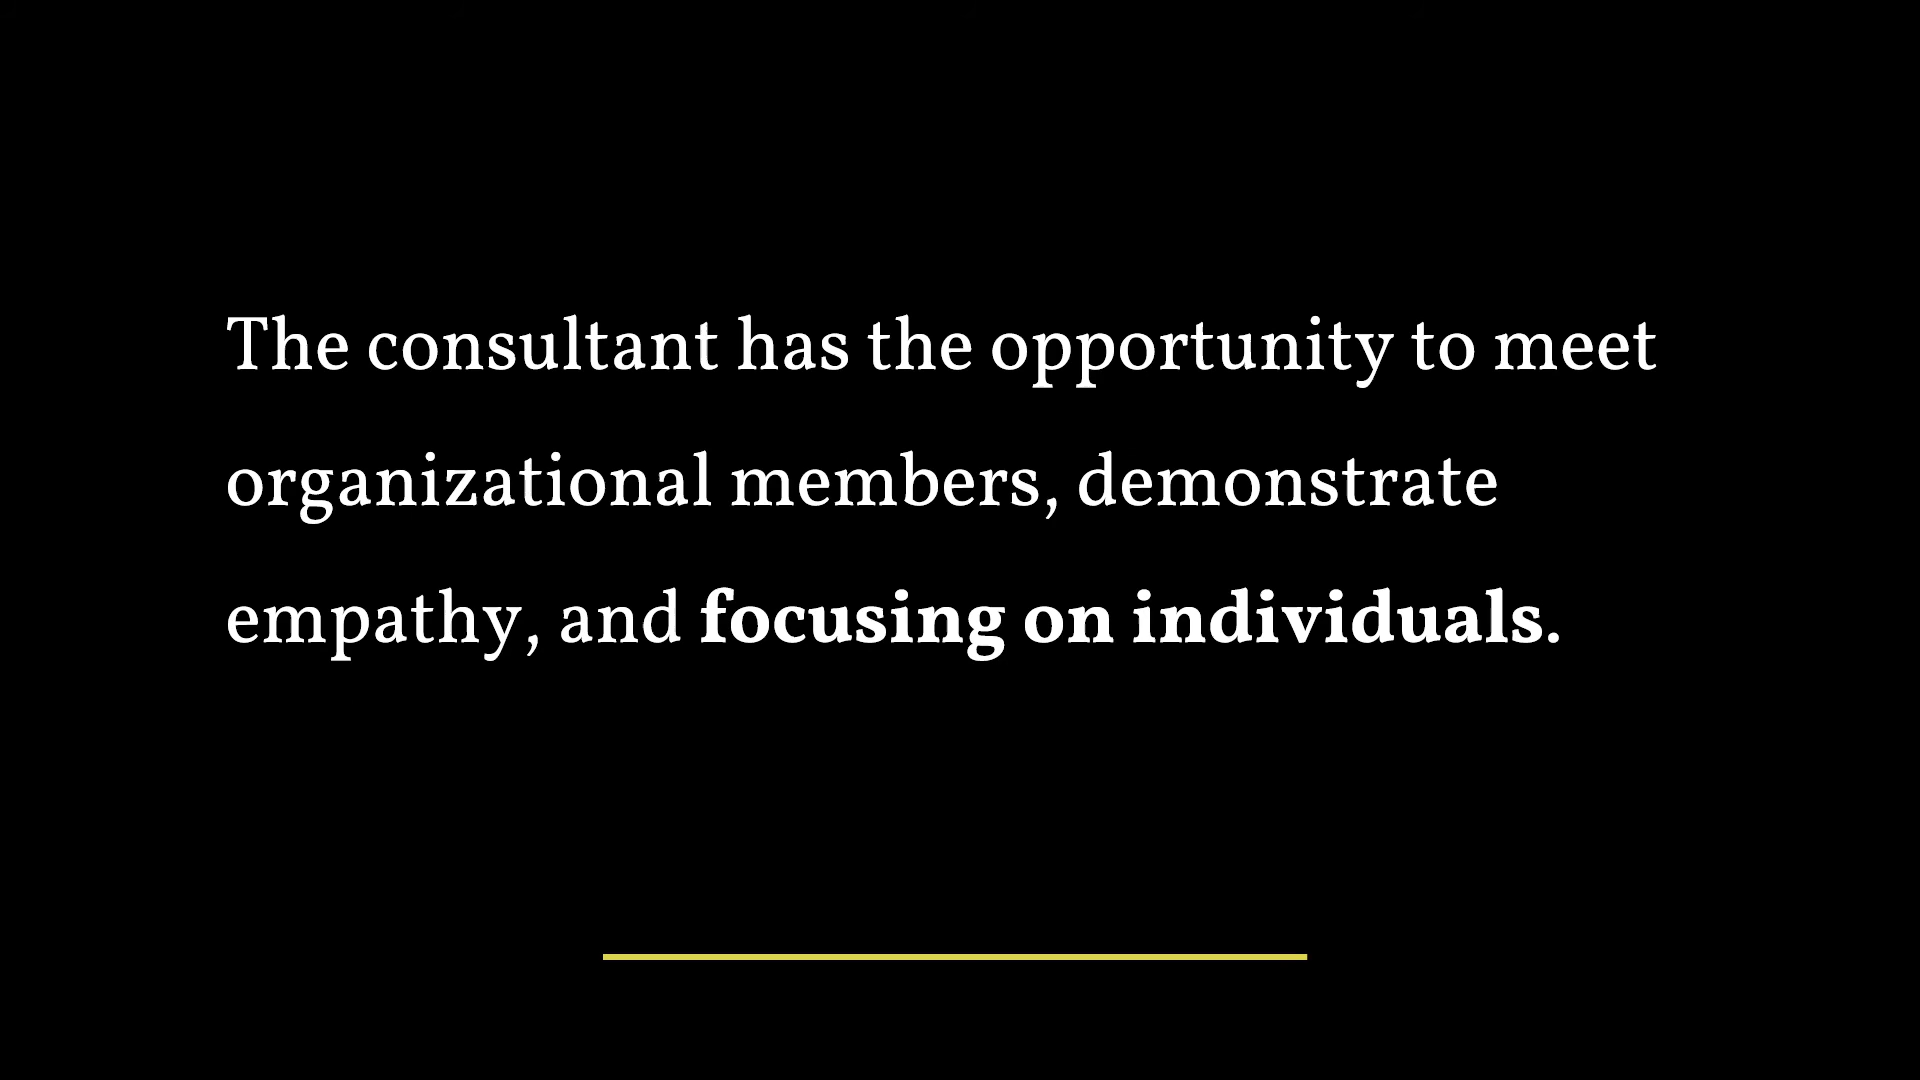 The consultant has the opportunity to meet
organizational members, demonstrate
empathy, and focusing on individuals.